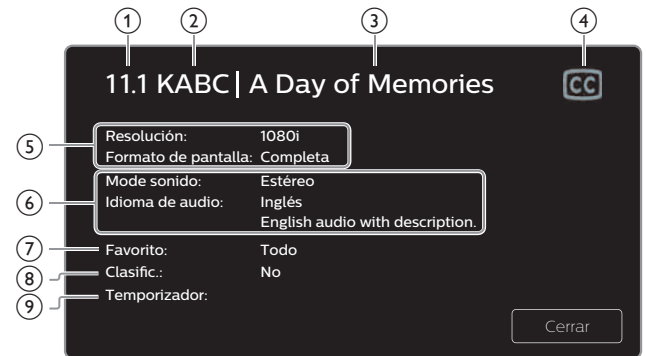 1 2 3 4
11.1 KABC | A Day of Memories CC
5 Resolución: 1080i
Formato de pantalla: Completa
Mode sonido: Estéreo
6 Idioma de audio: Inglés
English audio with description.
7 Favorito: Todo
8 Clasific.: No
9 Temporizador:
Cerrar